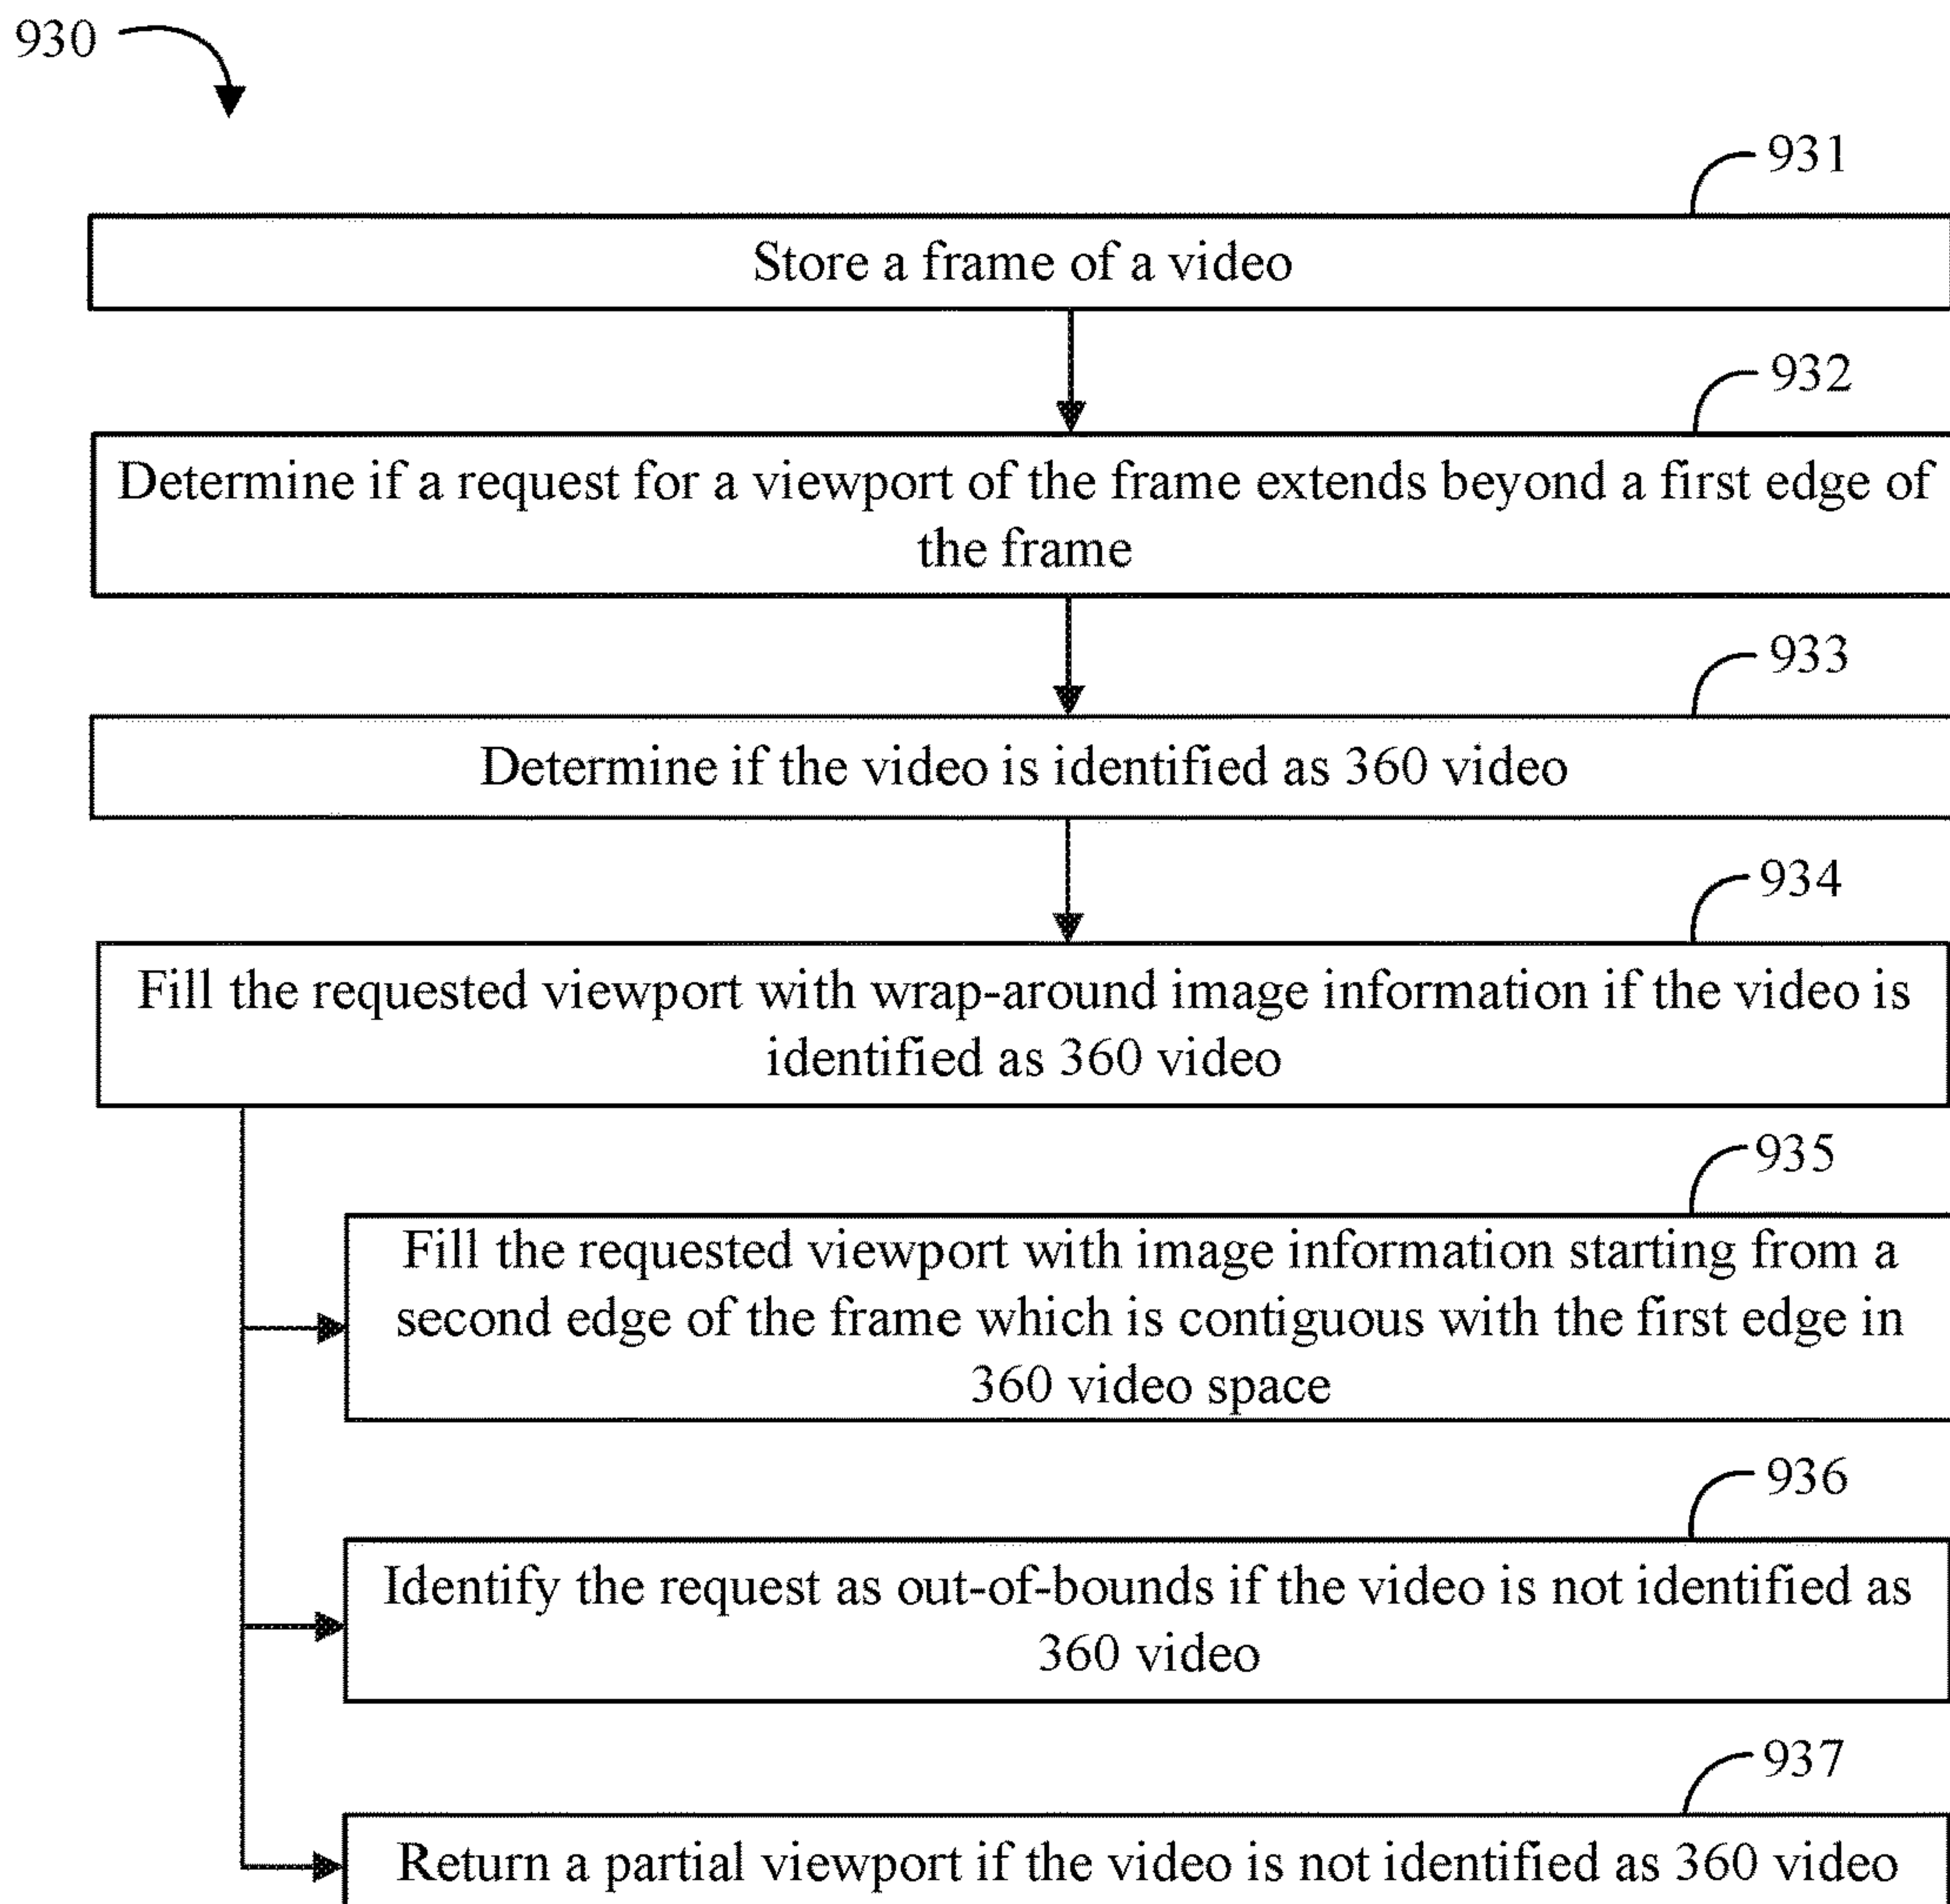 930
931
Store a frame of a video
932
Determine if a request for a viewport of the frame extends beyond a first edge of
the frame
933
Determine if the video is identified as 360 video
934
Fill the requested viewport with wrap-around image information if the video is
identified as 360 video
935
Fill the requested viewport with image information starting from a
second edge of the frame which is contiguous with the first edge in
360 video space
936
Identify the request as out-of-bounds if the video is not identified as
360 video
937
Return a partial viewport if the video is not identified as 360 video